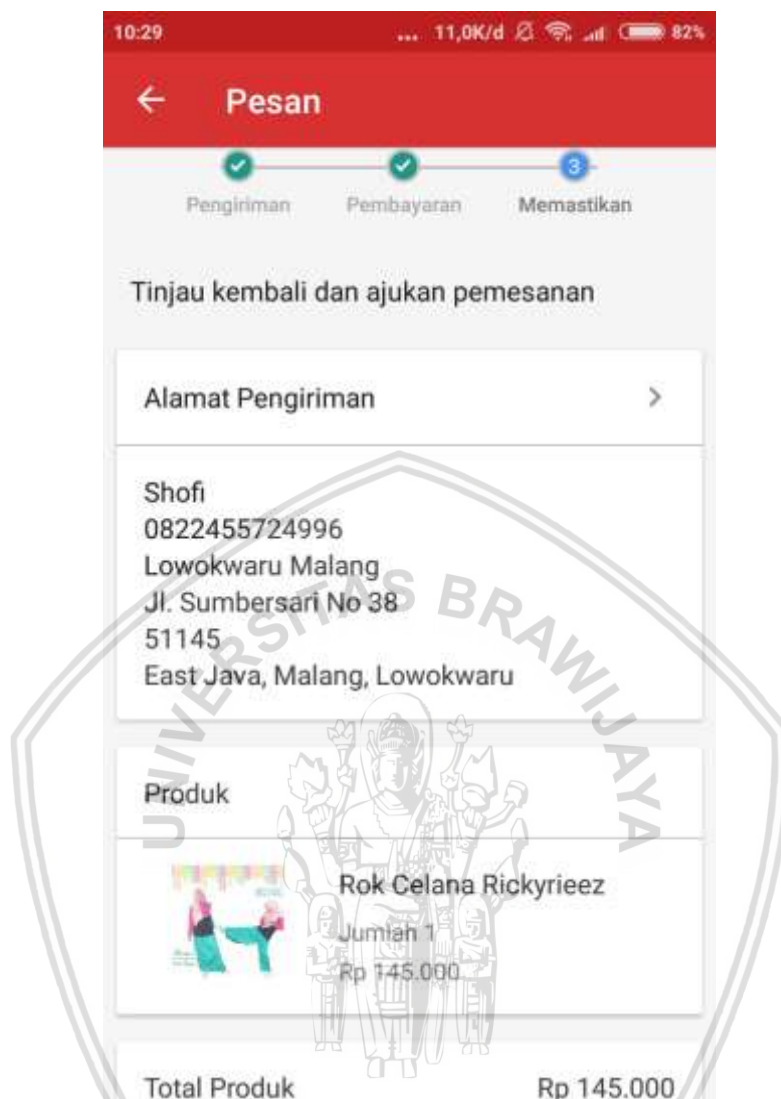 10:29 ... 11,0K/d 82%
Pesan
3
Pengiriman Pembayaran Memastikan
Tinjau kembali dan ajukan pemesanan
Alamat Pengiriman
Shofi
0822455724996
Lowokwaru Malang
Jl. Sumbersari No 38
51145
East Java, Malang, Lowokwaru
UNIVERSITAS BRAWIJAYA
Produk
Rok Celana Rickyrieez
Jumlah 1
Rp 145.000
Total Produk Rp 145.000